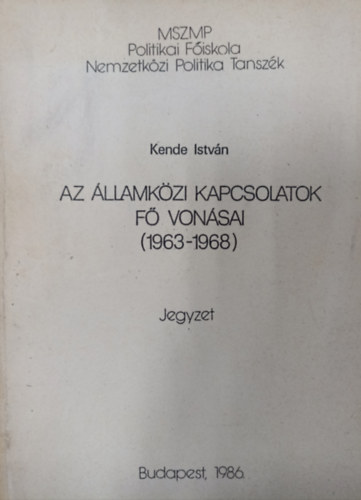 MSZMP
Politikai Főiskola
Nemzetközi Politika Tanszék
Kende István
AZ ÁLLAMKÖZI KAPCSOLATOK
FŐ VONÁSAI
(1963-1968)
Jegyzet
Budapest, 1986.